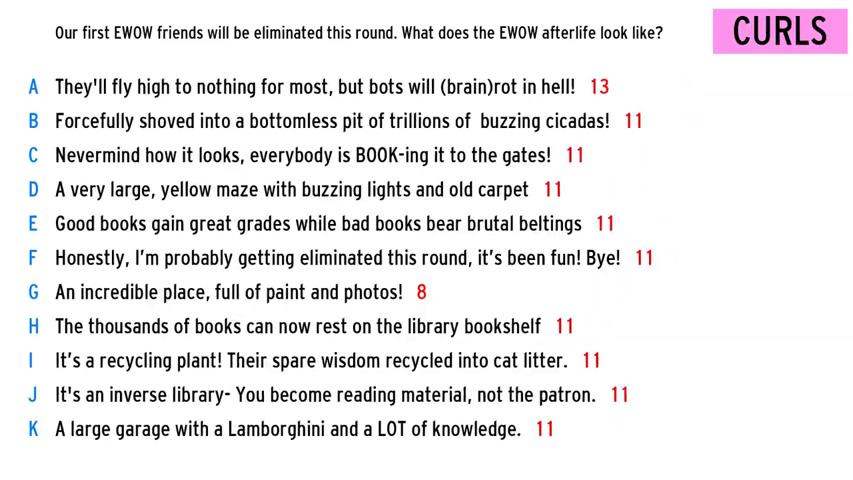 Our first EWOW friends will be eliminated this round. What does the EWOW afterlife look like?
CURLS
A They'll fly high to nothing for most, but bots will (brain)rot in hell! 13
B Forcefully shoved into a bottomless pit of trillions of  buzzing cicadas! 11
C Nevermind how it looks, everybody is BOOK-ing it to the gates! 11
D A very large, yellow maze with buzzing lights and old carpet 11
E Good books gain great grades while bad books bear brutal beltings 11
F Honestly, I’m probably getting eliminated this round, it’s been fun! Bye! 11
G An incredible place, full of paint and photos! 8
H The thousands of books can now rest on the library bookshelf 11
I It’s a recycling plant! Their spare wisdom recycled into cat litter. 11
J It's an inverse library- You become reading material, not the patron. 11
K A large garage with a Lamborghini and a LOT of knowledge. 11